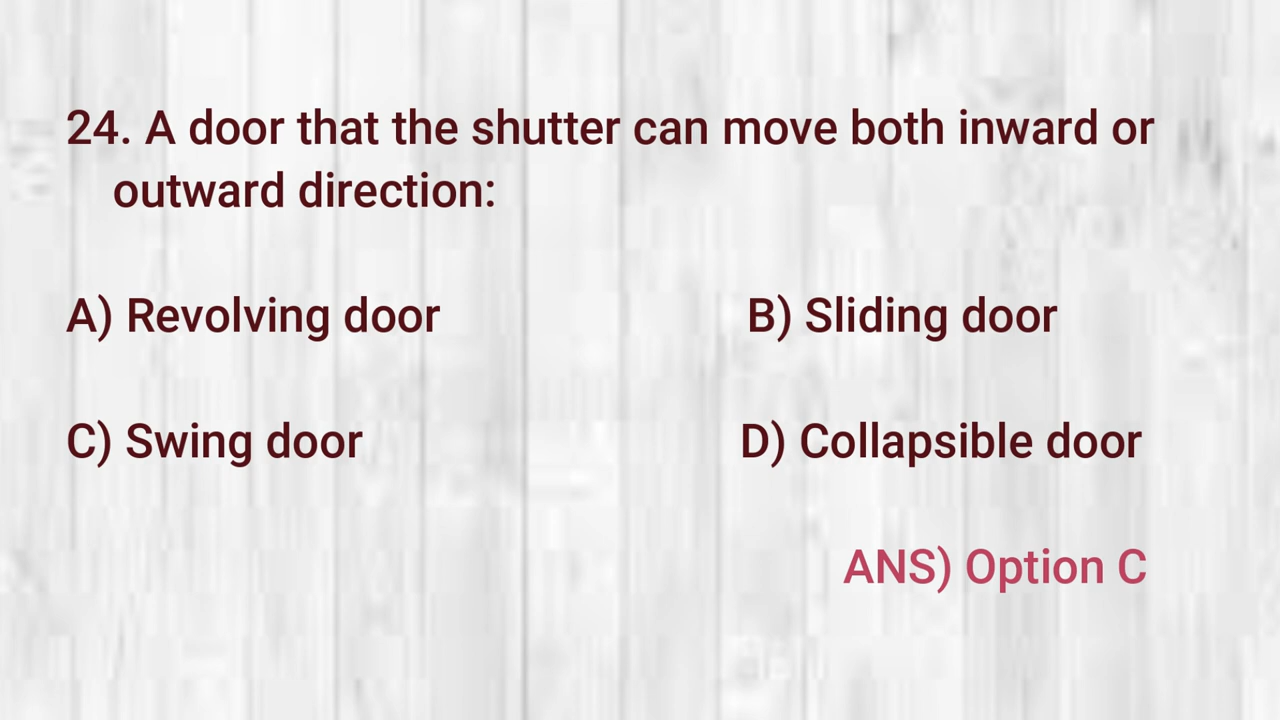 24. A door that the shutter can move both inward or
outward direction:
A) Revolving door B) Sliding door
C) Swing door D) Collapsible door
ANS) Option C